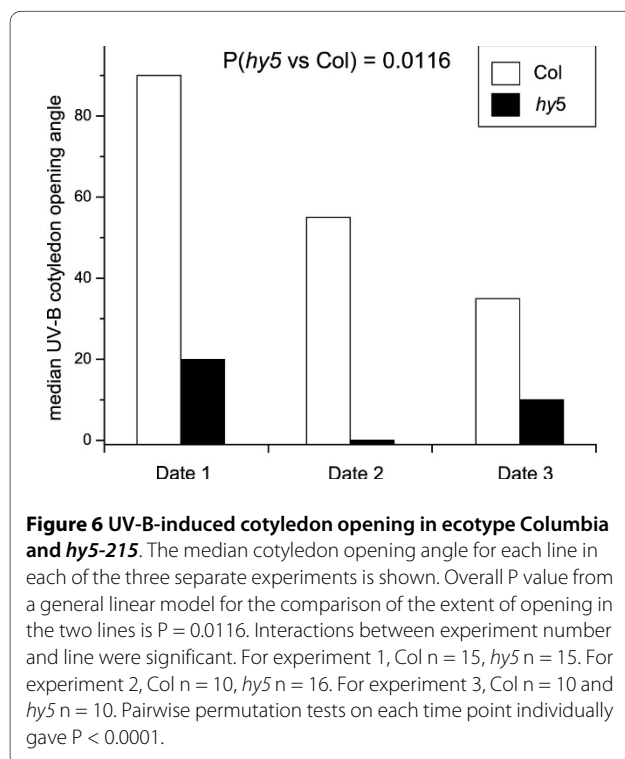 P(hy5 vs Col) = 0.0116
Col
hy5
median UV-B cotyledon opening angle
80
60
40
20
0
Date 1
Date 2
Date 3
Figure 6 UV-B-induced cotyledon opening in ecotype Columbia
and hy5-215. The median cotyledon opening angle for each line in
each of the three separate experiments is shown. Overall P value from
a general linear model for the comparison of the extent of opening in
the two lines is P = 0.0116. Interactions between experiment number
and line were significant. For experiment 1, Col n = 15, hy5 n = 15. For
experiment 2, Col n = 10, hy5 n = 16. For experiment 3, Col n = 10 and
hy5 n = 10. Pairwise permutation tests on each time point individually
gave P < 0.0001.